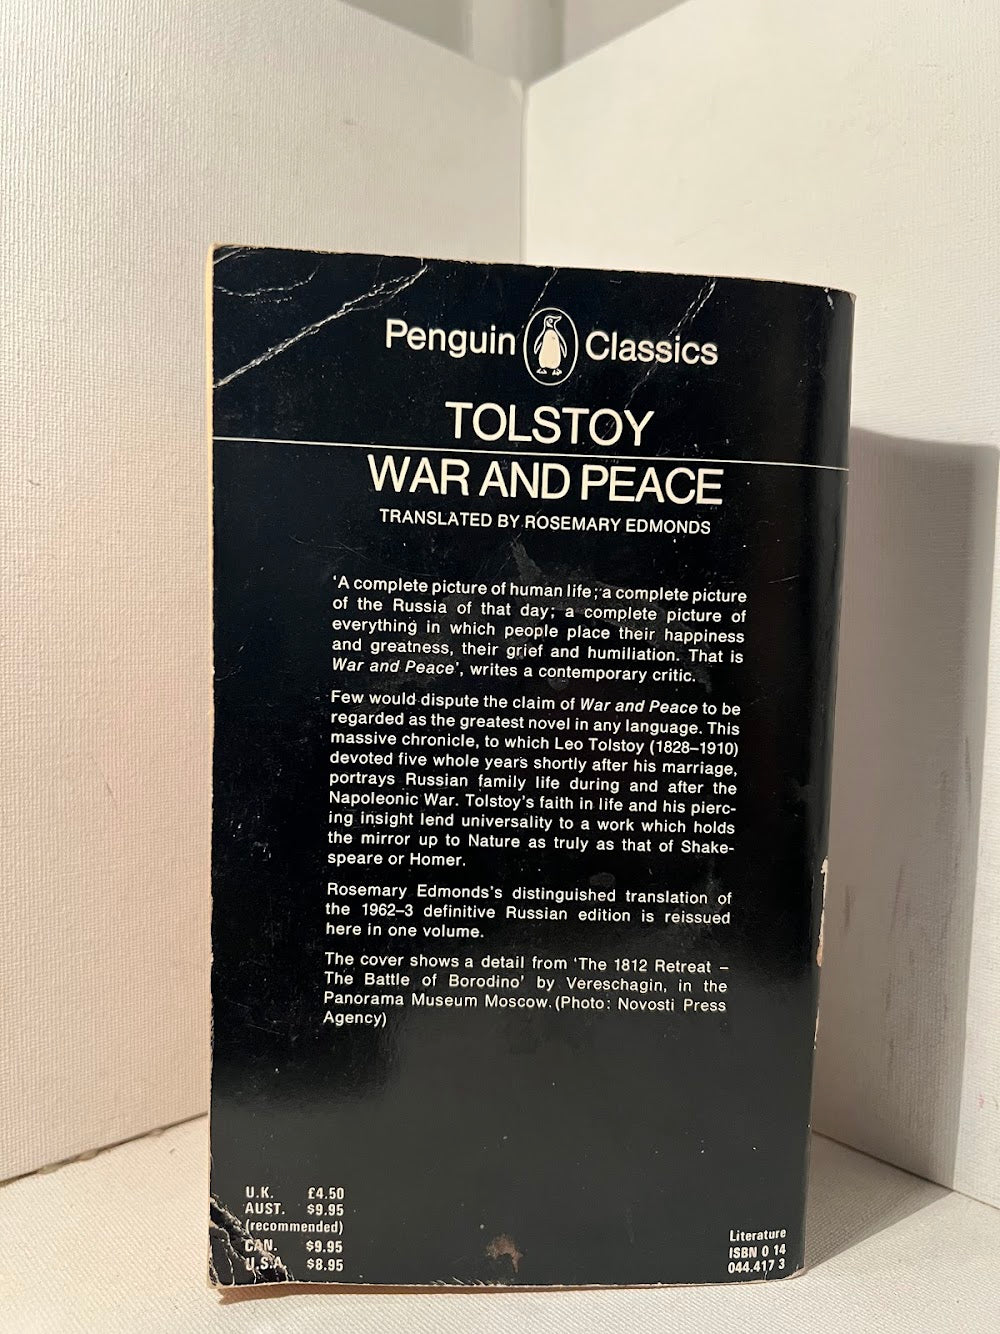 Penguin Classics
TOLSTOY
WAR AND PEACE
TRANSLATED BY ROSEMARY EDMONDS
‘A complete picture of human life; a complete picture
of the Russia of that day; a complete picture of
everything in which people place their happiness
and greatness, their grief and humiliation. That is
War and Peace’, writes a contemporary critic.
Few would dispute the claim of War and Peace to be
regarded as the greatest novel in any language. This
massive chronicle, to which Leo Tolstoy (1828–1910)
devoted five whole years shortly after his marriage,
portrays Russian family life during and after the
Napoleonic War. Tolstoy's faith in life and his pierc-
ing insight lend universality to a work which holds
the mirror up to Nature as truly as that of Shake-
speare or Homer.
Rosemary Edmonds's distinguished translation of
the 1962–3 definitive Russian edition is reissued
here in one volume.
The cover shows a detail from ‘The 1812 Retreat –
The Battle of Borodino’ by Vereschagin, in the
Panorama Museum Moscow. (Photo: Novosti Press
Agency)
U.K. £4.50
AUST. $9.95
(recommended)
CAN. $9.95
U.S.A. $8.95
Literature
ISBN 0 14
044.417 3